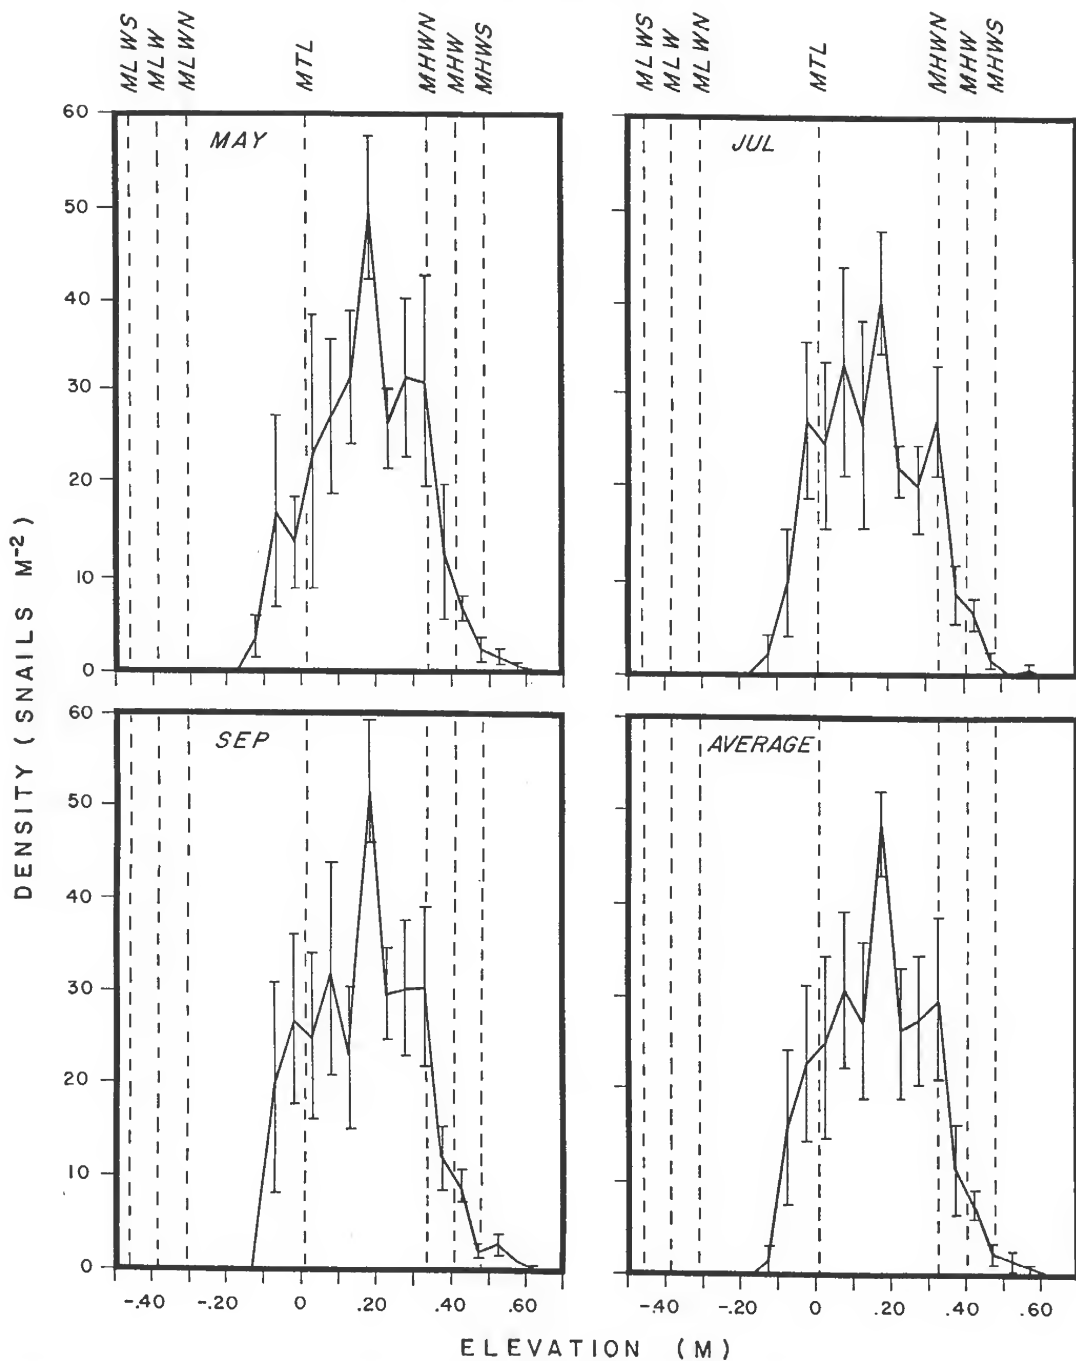 MLWS MLW MLWN MTL MHWN MHW MHWS
MLWS MLW MLWN MTL MHWN MHW MHWS
MAY
JUL
60
50
40
30
20
10
0
SEP
AVERAGE
60
50
40
30
20
10
0
-.40 -.20 0 .20 .40 .60
-.40 -.20 0 .20 .40 .60
DENSITY (SNAILS M⁻²)
ELEVATION (M)